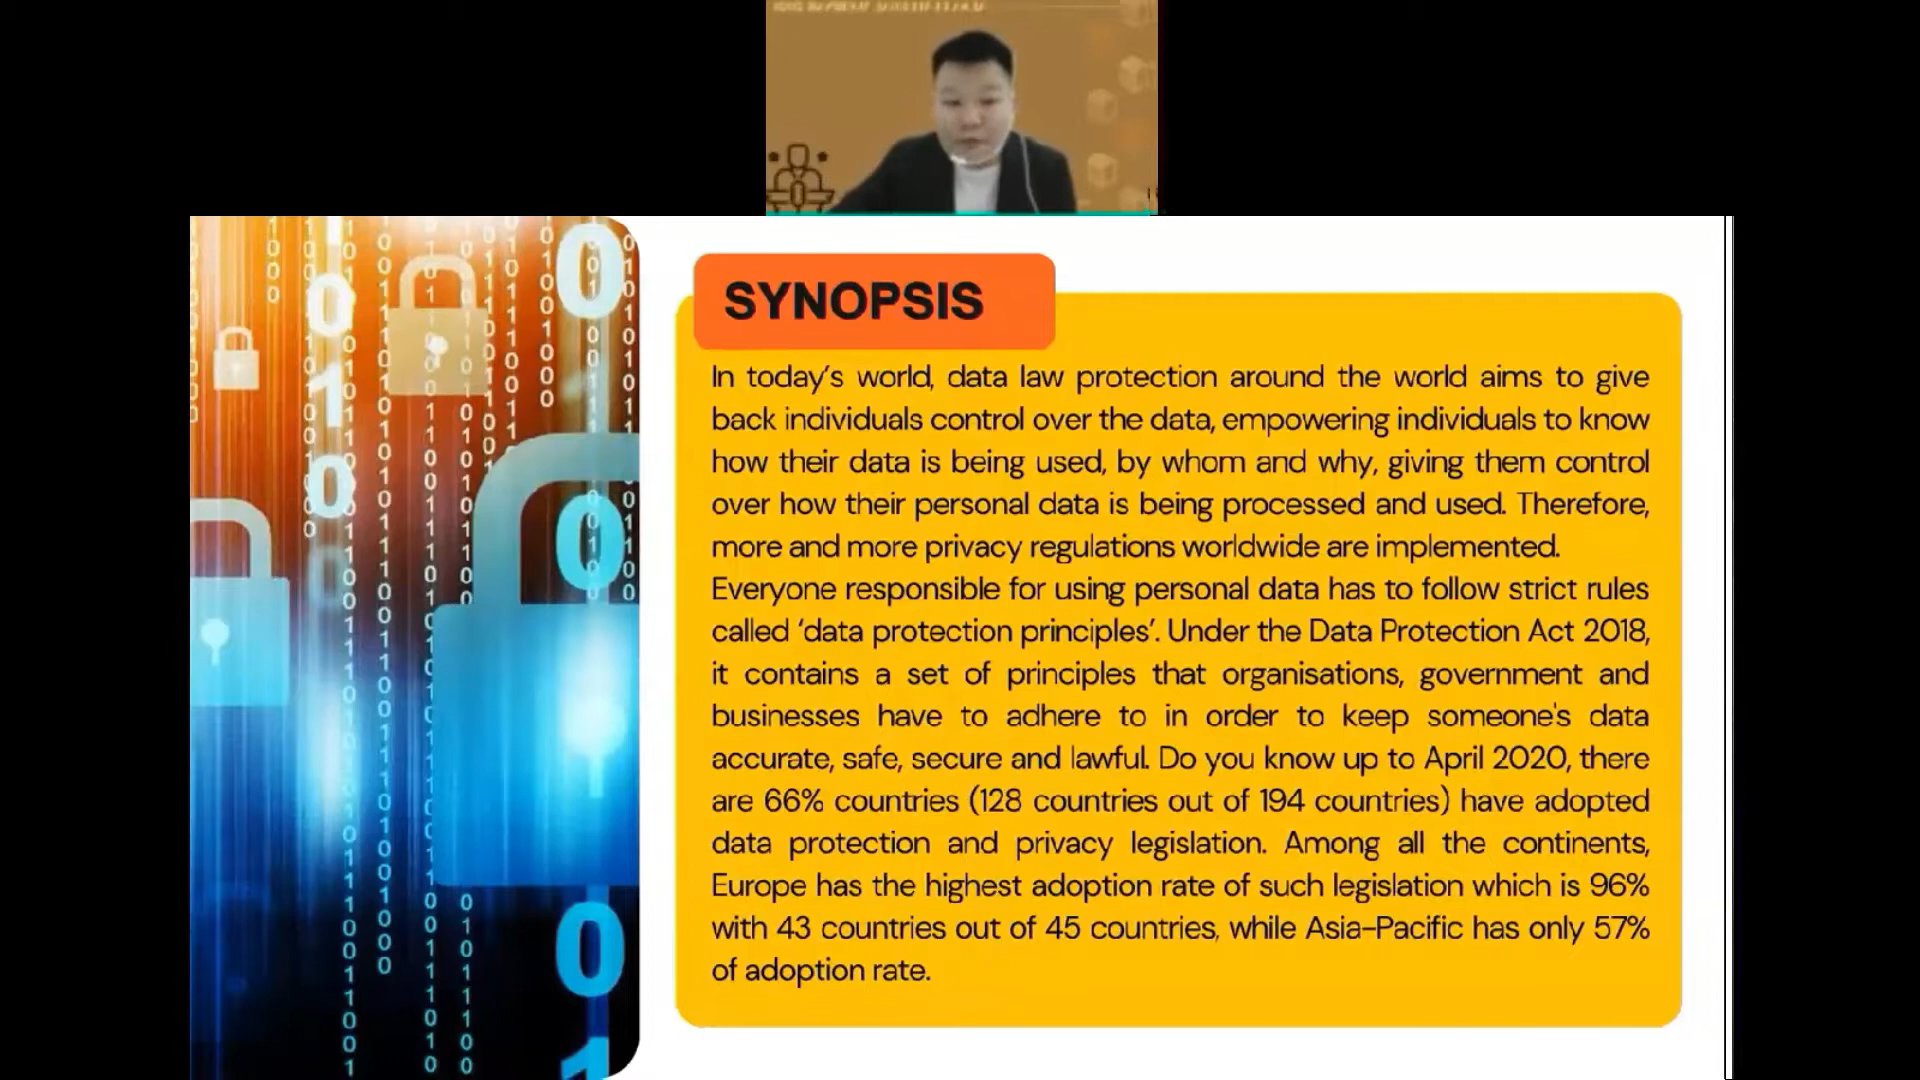 SYNOPSIS
In today's world, data law protection around the world aims to give
back individuals control over the data, empowering individuals to know
how their data is being used, by whom and why, giving them control
over how their personal data is being processed and used. Therefore,
more and more privacy regulations worldwide are implemented.
Everyone responsible for using personal data has to follow strict rules
called ‘data protection principles’. Under the Data Protection Act 2018,
it contains a set of principles that organisations, government and
businesses have to adhere to in order to keep someone's data
accurate, safe, secure and lawful. Do you know up to April 2020, there
are 66% countries (128 countries out of 194 countries) have adopted
data protection and privacy legislation. Among all the continents,
Europe has the highest adoption rate of such legislation which is 96%
with 43 countries out of 45 countries, while Asia-Pacific has only 57%
of adoption rate.